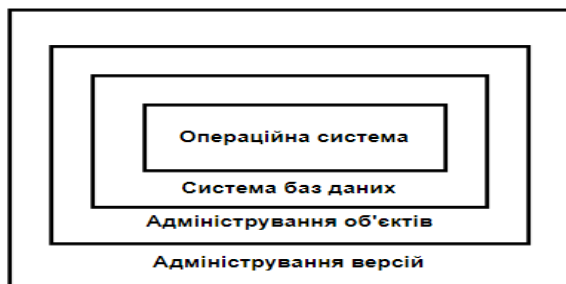 Операційна система
Система баз даних
Адміністрування об'єктів
Адміністрування версій